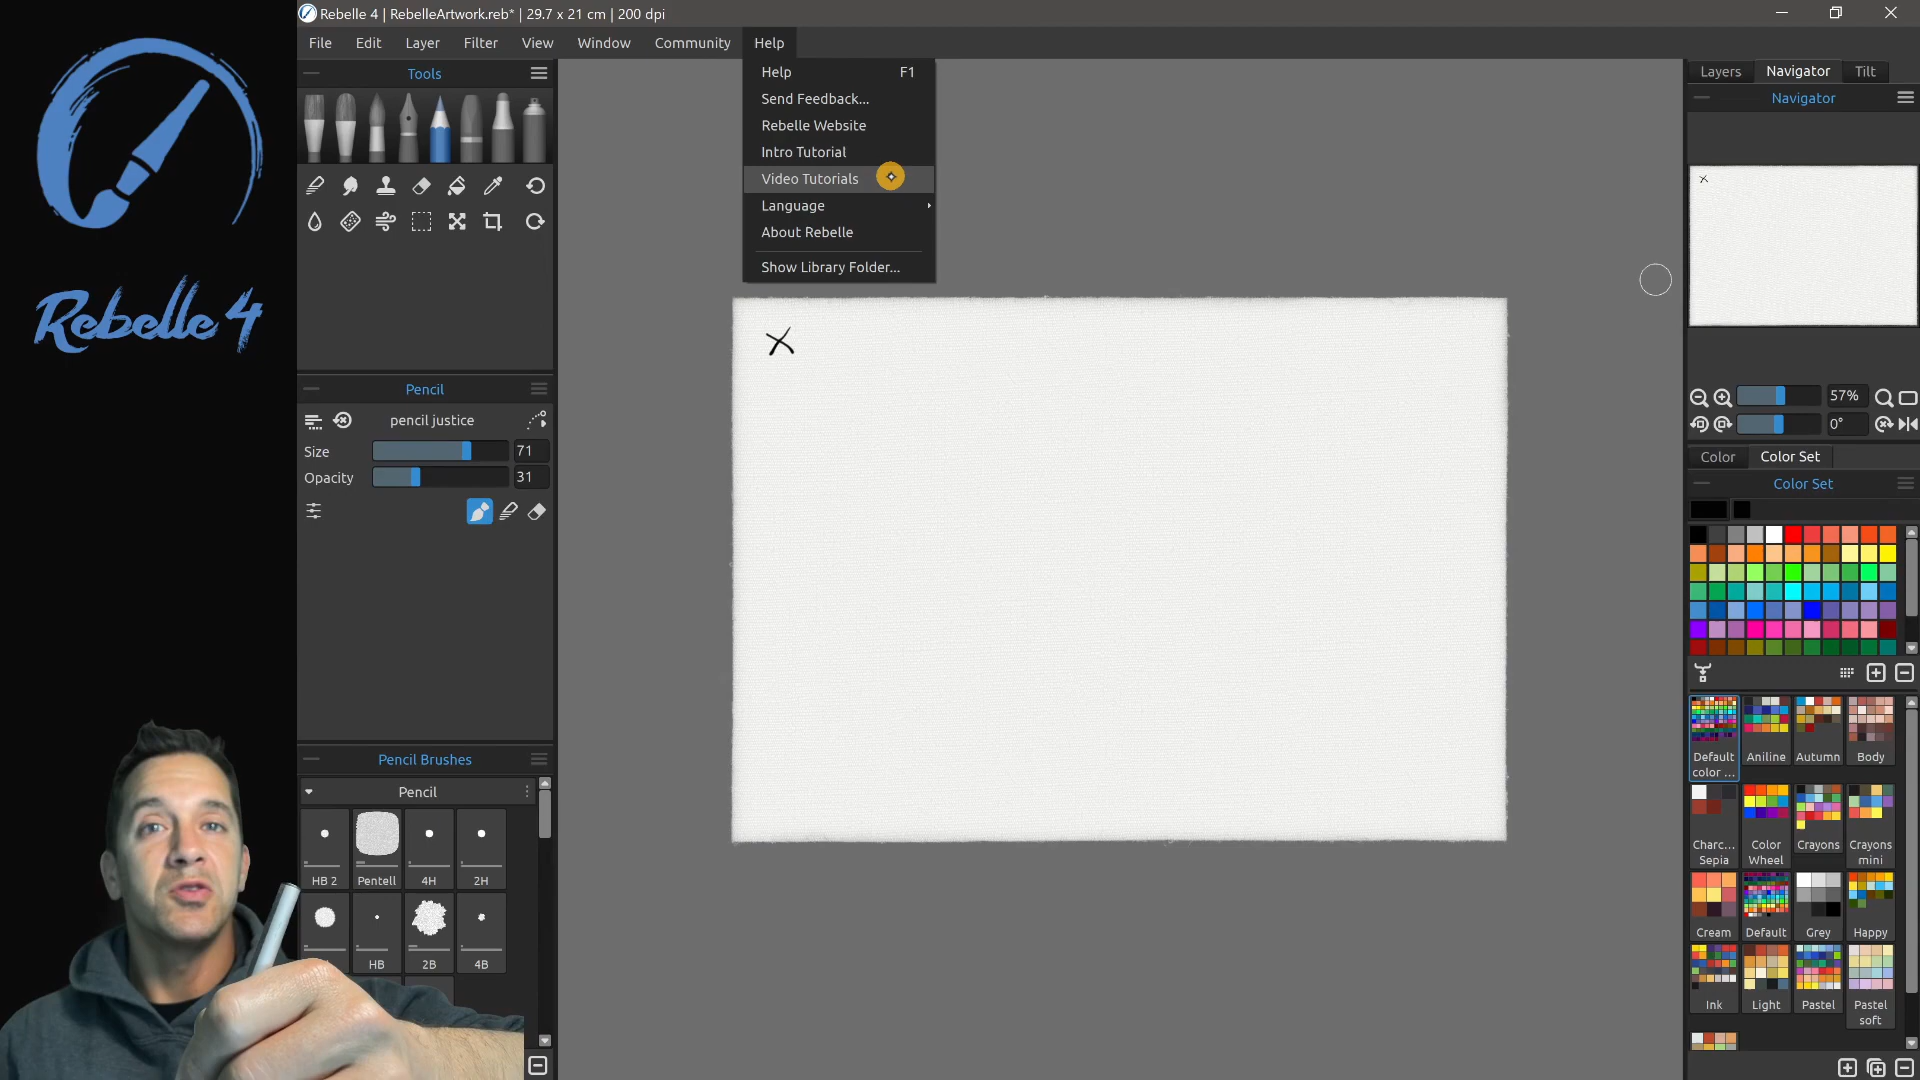 Rebelle 4 | RebelleArtwork.reb* | 29.7 x 21 cm | 200 dpi
File Edit Layer Filter View Window Community Help
Tools
Help F1
Send Feedback...
Rebelle Website
Intro Tutorial
Video Tutorials
Language
About Rebelle
Show Library Folder...
Rebelle 4
Pencil
pencil justice
Size 71
Opacity 31
Pencil Brushes
Pencil
HB 2 Pentell 4H 2H
HB 2B 4B
Layers Navigator Tilt
Navigator
57%
0°
Color Color Set
Color Set
Default color ... Aniline Autumn Body
Charc... Sepia Color Wheel Crayons Crayons mini
Cream Default Grey Happy
Ink Light Pastel Pastel soft